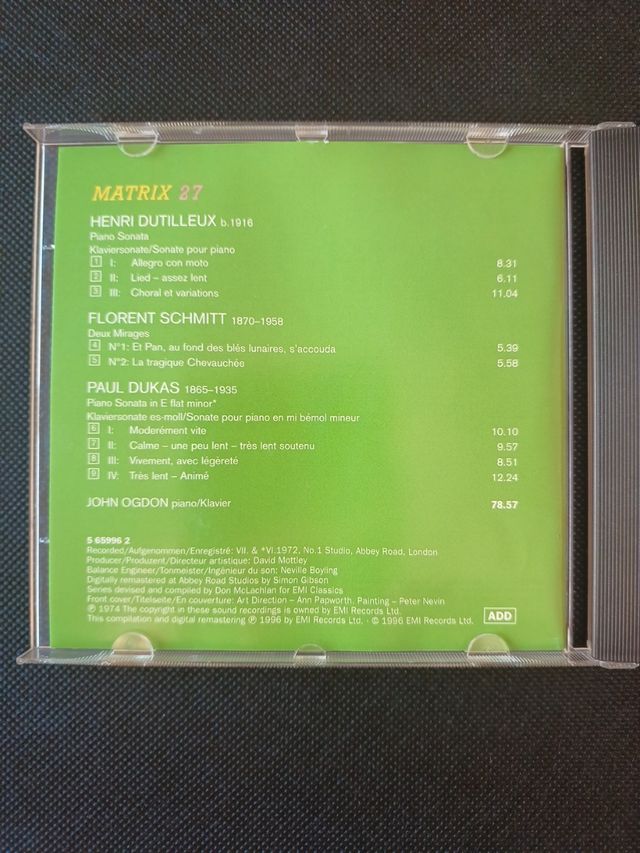 MATRIX 27
HENRI DUTILLEUX b.1916
Piano Sonata
Klaviersonate/Sonate pour piano
1 I: Allegro con moto 8.31
2 II: Lied – assez lent 6.11
3 III: Choral et variations 11.04
FLORENT SCHMITT 1870–1958
Deux Mirages
4 N°1: Et Pan, au fond des blés lunaires, s'accouda 5.39
5 N°2: La tragique Chevauchée 5.58
PAUL DUKAS 1865–1935
Piano Sonata in E flat minor*
Klaviersonate es-moll/Sonate pour piano en mi bémol mineur
6 I: Moderément vite 10.10
7 II: Calme – une peu lent – très lent soutenu 9.57
8 III: Vivement, avec légéreté 8.51
9 IV: Très lent – Animé 12.24
JOHN OGDON piano/Klavier 78.57
5 65996 2
Recorded/Aufgenommen/Enregistré: VII. & *VI.1972, No.1 Studio, Abbey Road, London
Producer/Produzent/Directeur artistique: David Mottley
Balance Engineer/Tonmeister/Ingénieur du son: Neville Boyling
Digitally remastered at Abbey Road Studios by Simon Gibson
Series devised and compiled by Don McLachlan for EMI Classics
Front cover/Titelseite/En couverture: Art Direction – Ann Papworth, Painting – Peter Nevin
℗ 1974 The copyright in these sound recordings is owned by EMI Records Ltd.
This compilation and digital remastering ℗ 1996 by EMI Records Ltd. · © 1996 EMI Records Ltd.
ADD